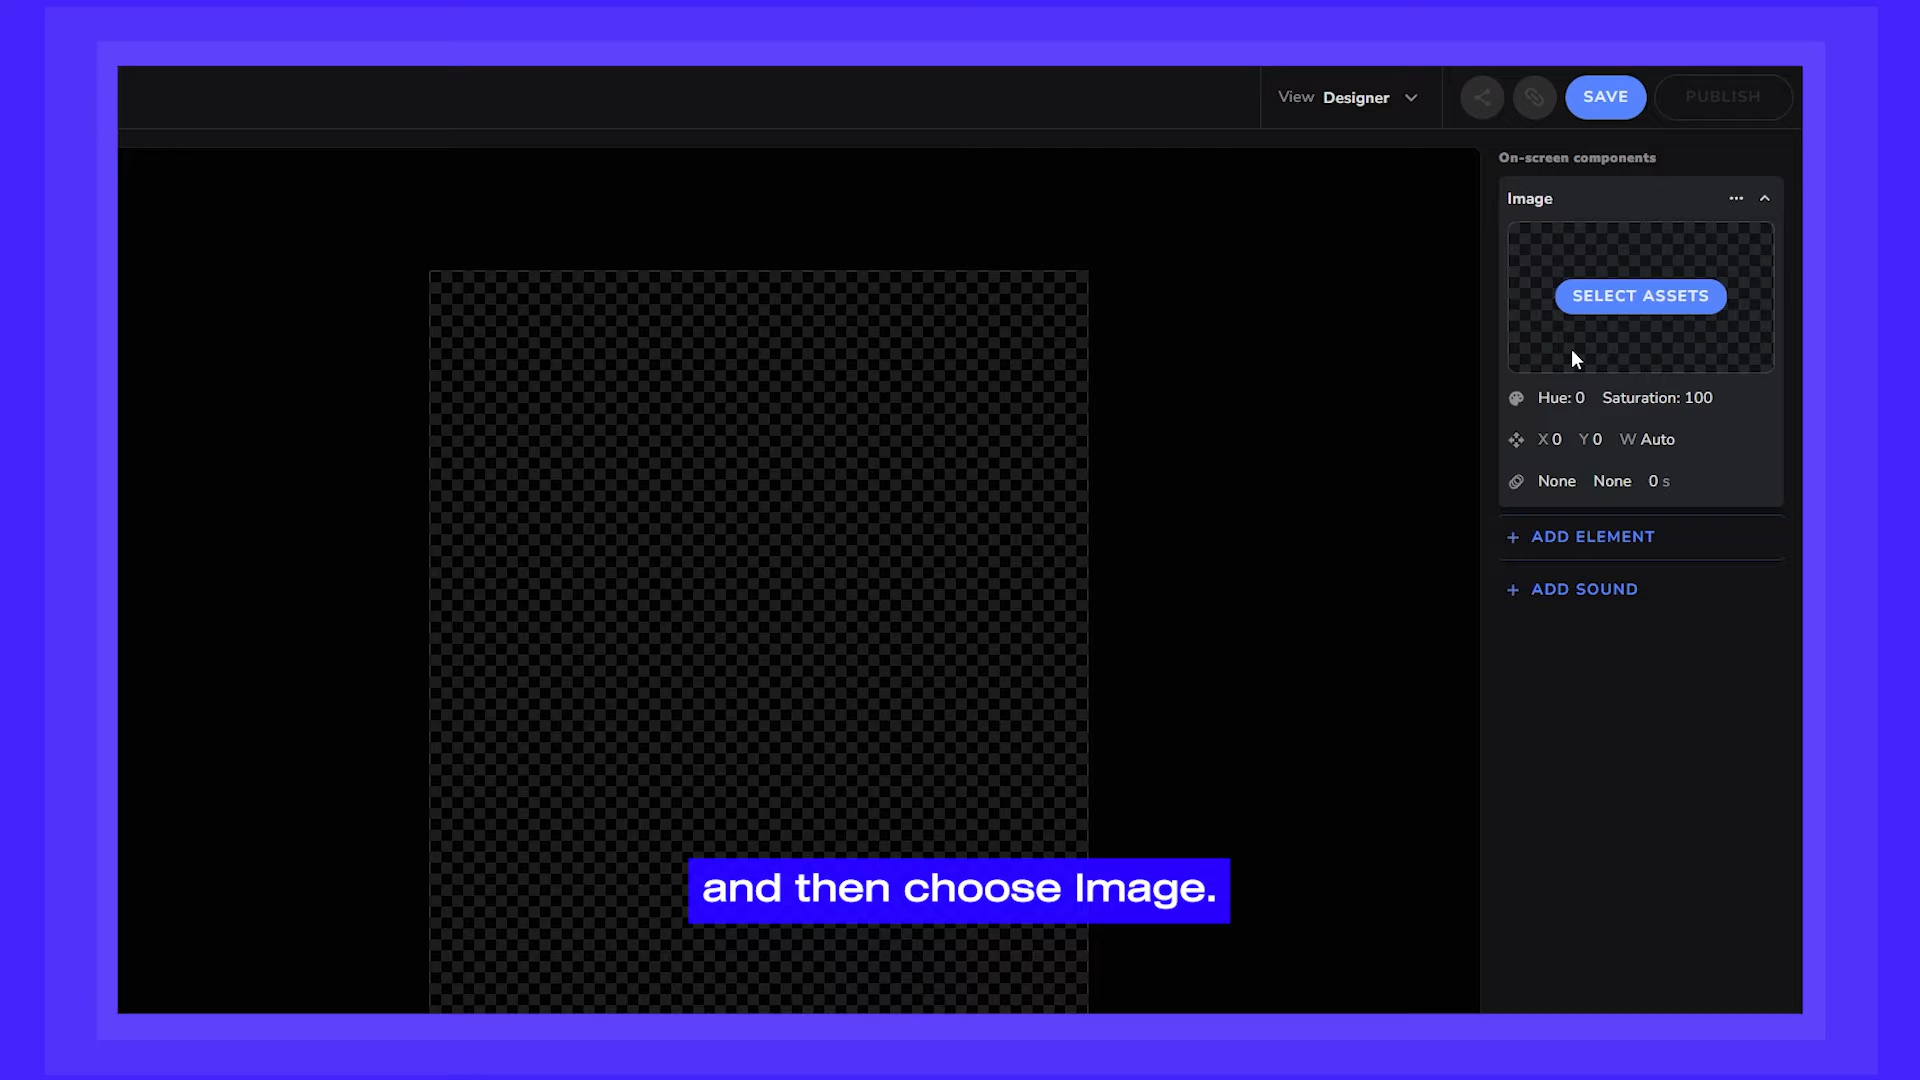 View Designer
SAVE
PUBLISH
On-screen components
Image
SELECT ASSETS
Hue: 0 Saturation: 100
X 0 Y 0 W Auto
None None 0 s
+ ADD ELEMENT
+ ADD SOUND
and then choose Image.